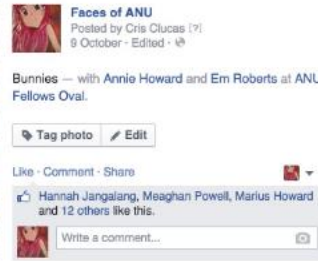 Faces of ANU
Posted by Cris Clucas [?]
9 October · Edited ·
Bunnies — with Annie Howard and Em Roberts at ANU
Fellows Oval.
Tag photo Edit
Like · Comment · Share
Hannah Jangalang, Meaghan Powell, Marius Howard
and 12 others like this.
Write a comment...